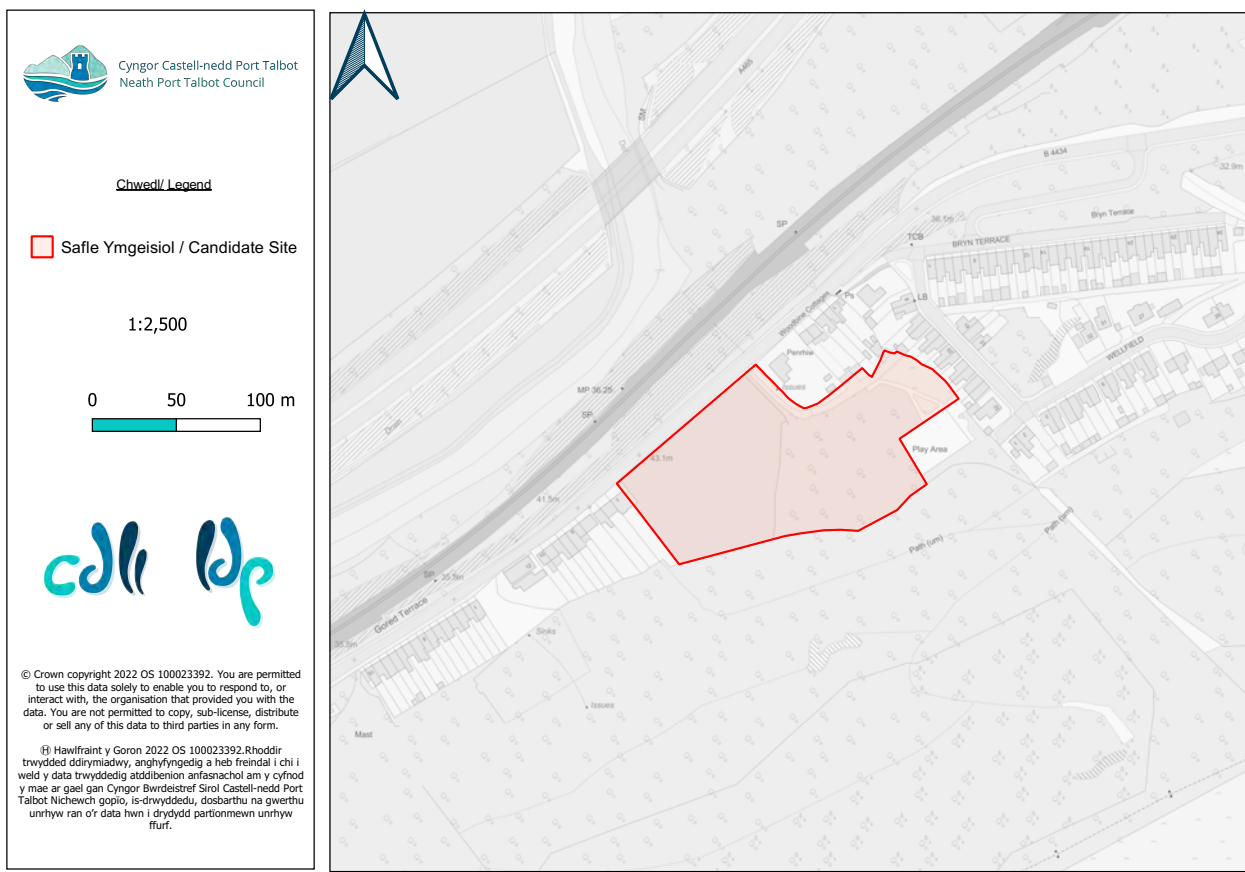 Cyngor Castell-nedd Port Talbot
Neath Port Talbot Council
Chwedl/ Legend
Safle Ymgeisiol / Candidate Site
1:2,500
0 50 100 m
cdll ldp
© Crown copyright 2022 OS 100023392. You are permitted
to use this data solely to enable you to respond to, or
interact with, the organisation that provided you with the
data. You are not permitted to copy, sub-license, distribute
or sell any of this data to third parties in any form.
Ⓗ Hawlfraint y Goron 2022 OS 100023392.Rhoddir
trwydded ddirymiadwy, anghyfyngedig a heb freindal i chi i
weld y data trwyddedig atddibenion anfasnachol am y cyfnod
y mae ar gael gan Cyngor Bwrdeistref Sirol Castell-nedd Port
Talbot Nichewch gopïo, is-drwyddedu, dosbarthu na gwerthu
unrhyw ran o'r data hwn i drydydd partïonmewn unrhyw
ffurf.
A465
BM
Drain
B 4434
32.9m
Bryn Terrace
36.1m
SP
TCB
BRYN TERRACE
Woodbine Cottages
Ps
LB
WELLFIELD
Penrhiw
Issues
MP 36.25
SP
Drain
Play Area
43.1m
41.5m
Path (um)
Path (um)
SP
35.9m
Gored Terrace
Sinks
35.8m
Issues
Mast